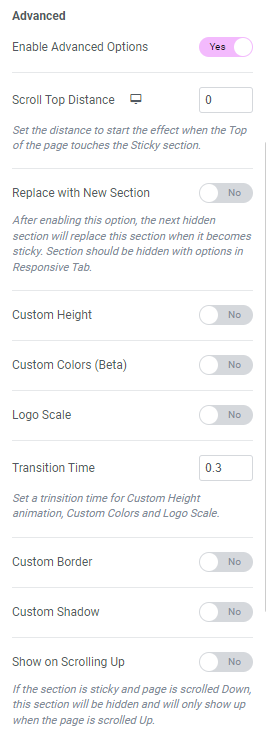 Advanced
Enable Advanced Options Yes
Scroll Top Distance 0
Set the distance to start the effect when the Top
of the page touches the Sticky section.
Replace with New Section No
After enabling this option, the next hidden
section will replace this section when it becomes
sticky. Section should be hidden with options in
Responsive Tab.
Custom Height No
Custom Colors (Beta) No
Logo Scale No
Transition Time 0.3
Set a trinsition time for Custom Height
animation, Custom Colors and Logo Scale.
Custom Border No
Custom Shadow No
Show on Scrolling Up No
If the section is sticky and page is scrolled Down,
this section will be hidden and will only show up
when the page is scrolled Up.